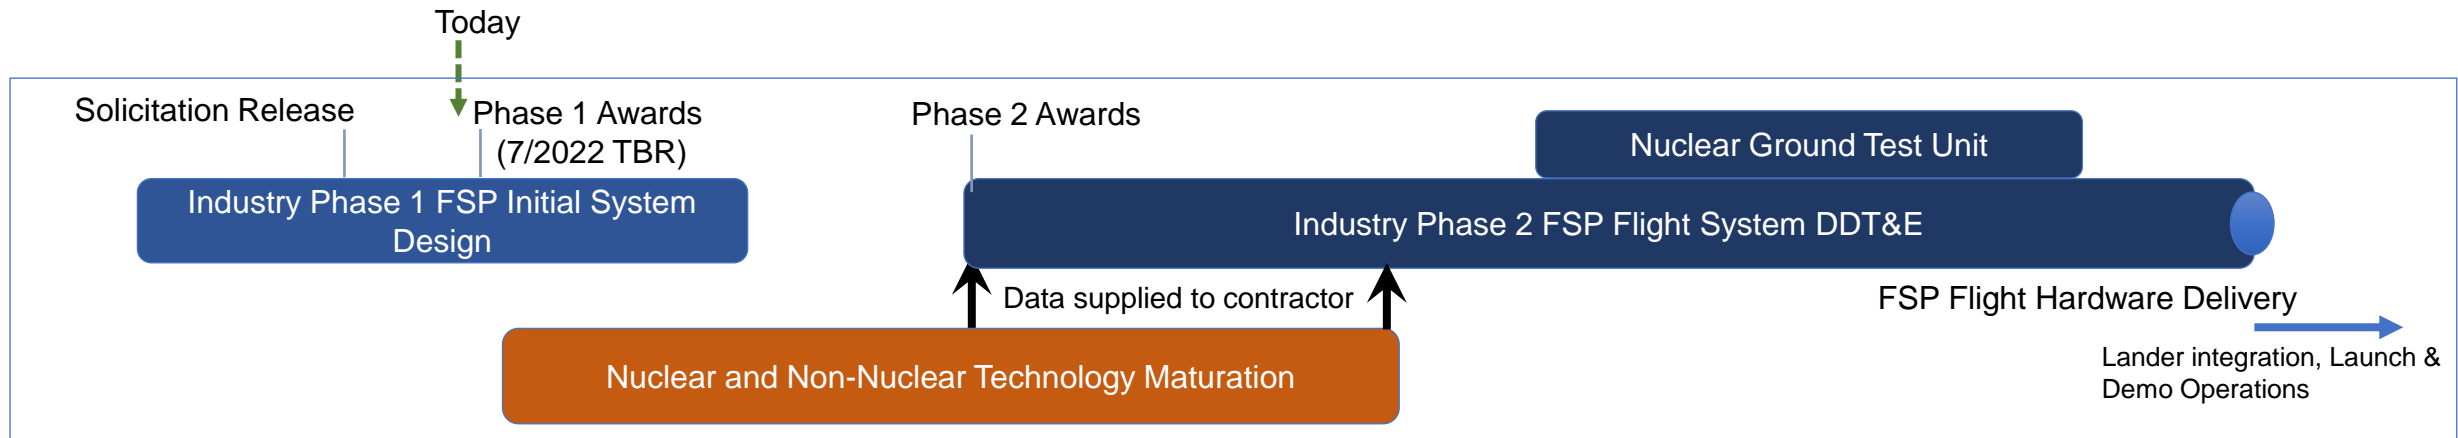 Today
Solicitation Release
Phase 1 Awards
(7/2022 TBR)
Phase 2 Awards
Nuclear Ground Test Unit
Industry Phase 1 FSP Initial System
Design
Industry Phase 2 FSP Flight System DDT&E
Data supplied to contractor
FSP Flight Hardware Delivery
Nuclear and Non-Nuclear Technology Maturation
Lander integration, Launch &
Demo Operations